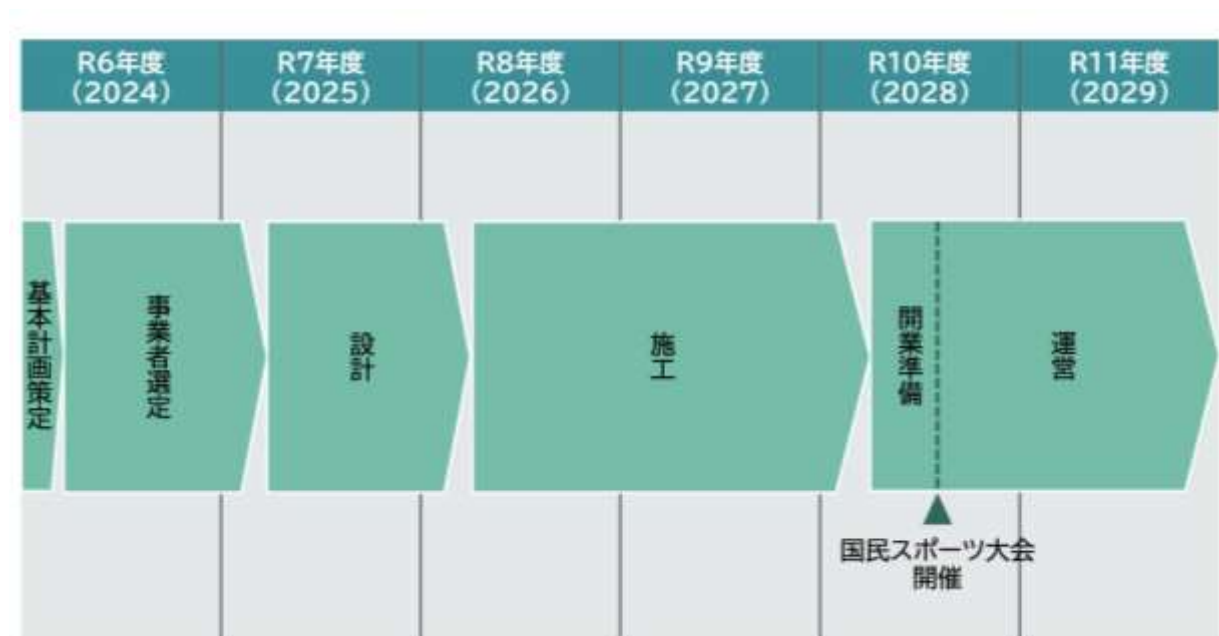 R6年度
(2024)
R7年度
(2025)
R8年度
(2026)
R9年度
(2027)
R10年度
(2028)
R11年度
(2029)
基本計画策定
事業者選定
設計
施工
開業準備
運営
国民スポーツ大会
開催